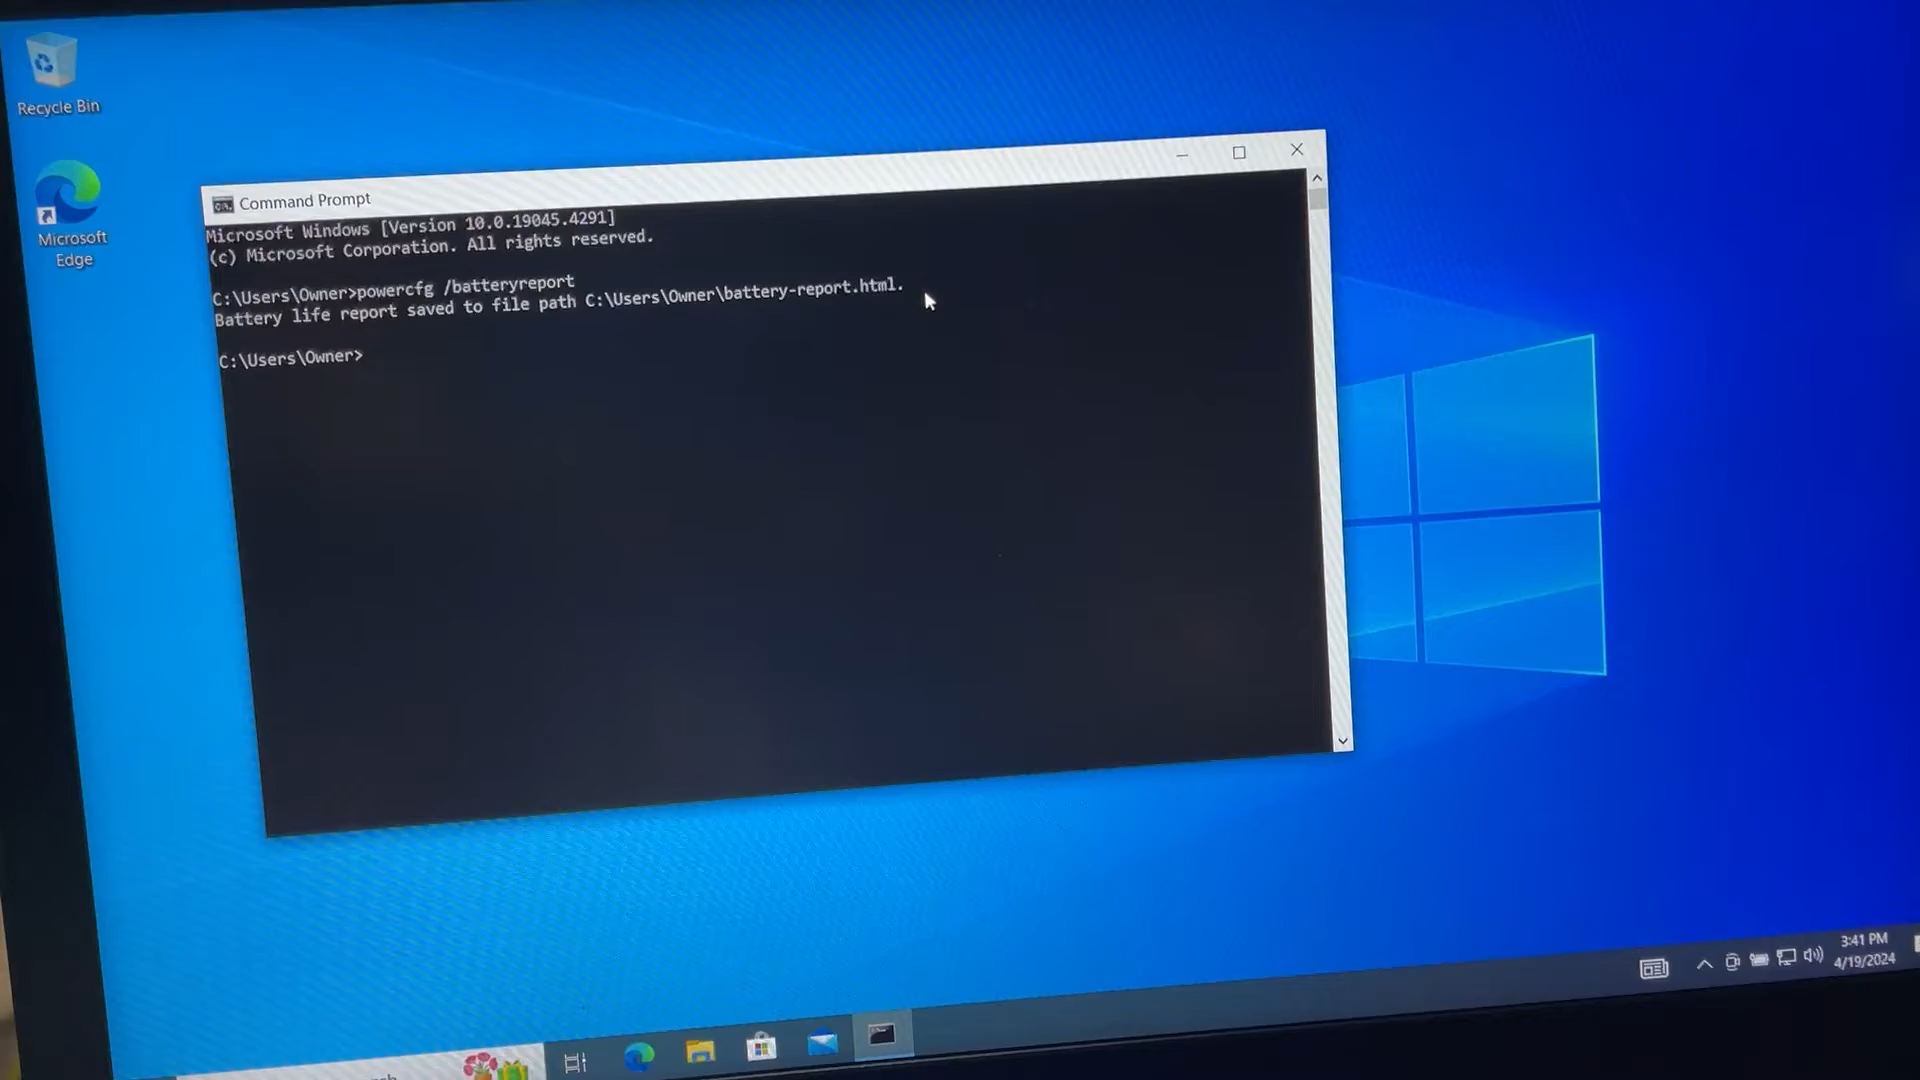 Recycle Bin
Microsoft
Edge
Command Prompt
Microsoft Windows [Version 10.0.19045.4291]
(c) Microsoft Corporation. All rights reserved.
C:\Users\Owner>powercfg /batteryreport
Battery life report saved to file path C:\Users\Owner\battery-report.html.
C:\Users\Owner>
3:41 PM
4/19/2024